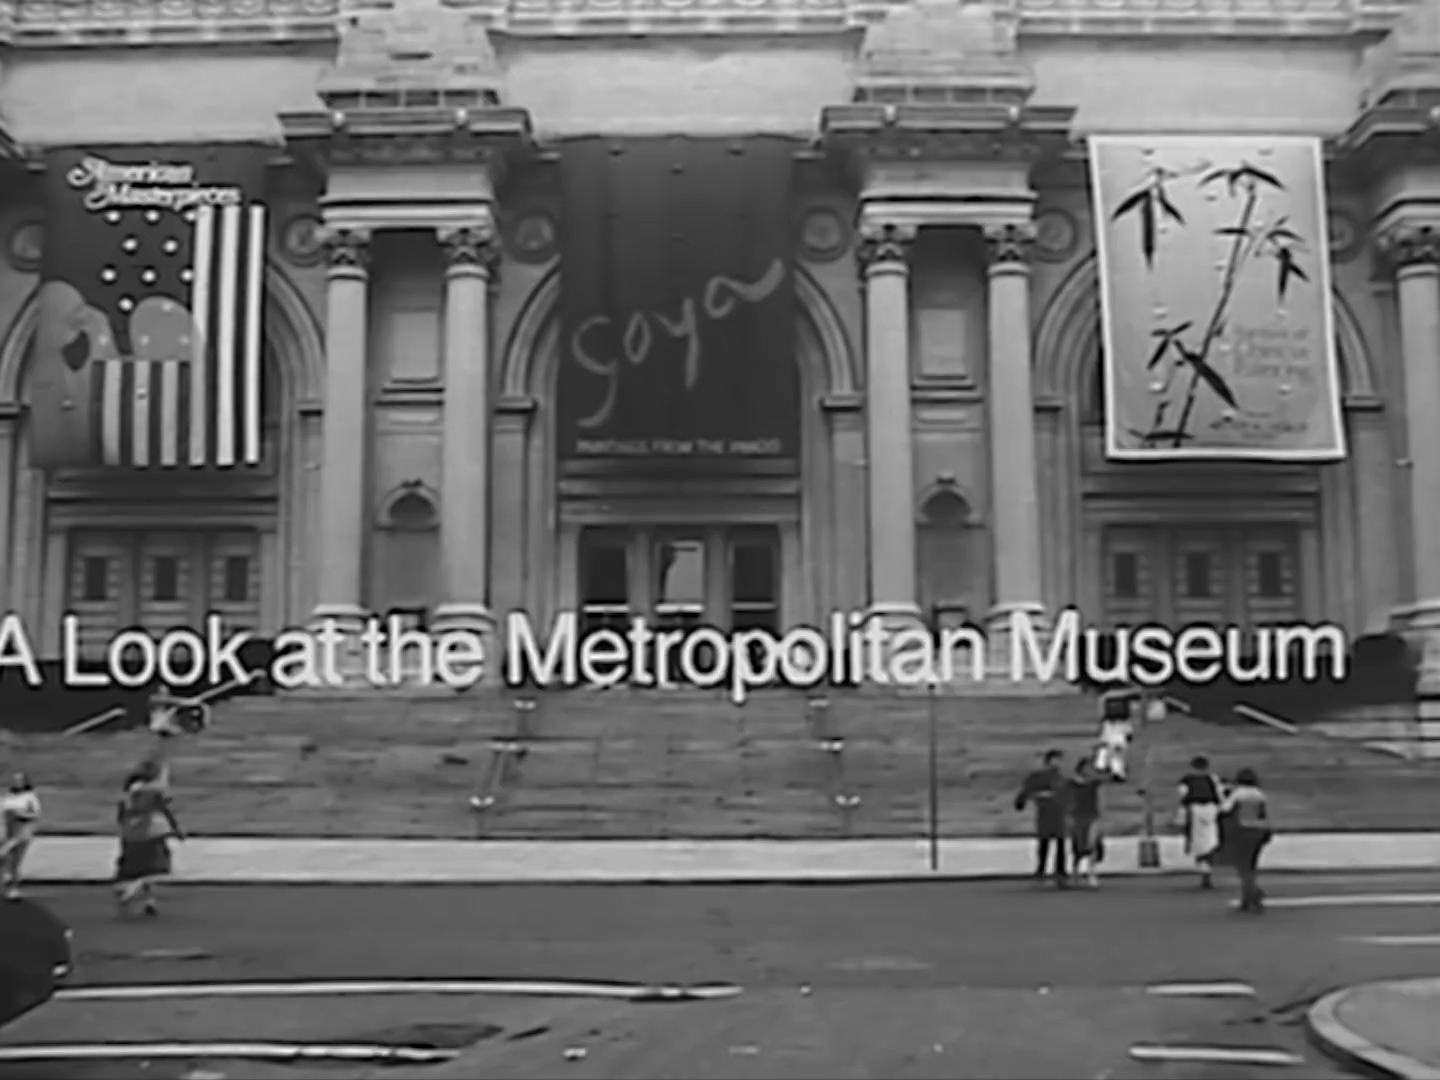 American
Masterpieces
Goya
PAINTINGS FROM THE PRADO
A Look at the Metropolitan Museum